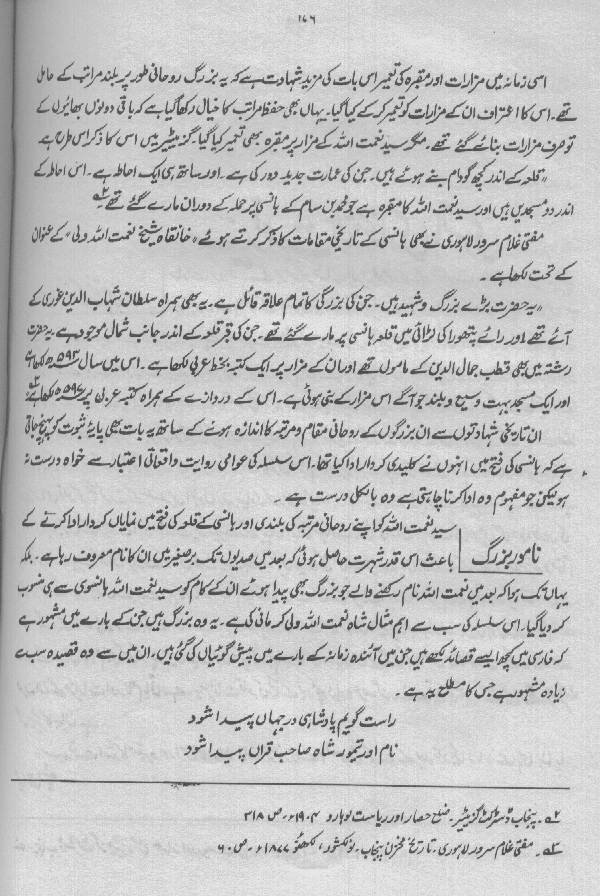 ۱۷۶
اسی زمانہ میں مزارات اور مقبرہ کی تعمیر اس بات کی مزید شہادت ہے کہ یہ بزرگ روحانی طور پر بلند مراتب کے حامل
تھے۔ اس کا اعتراف ان کے مزارات کو تعمیر کر کے کیا گیا۔ یہاں بھی حفظ مراتب کا خیال رکھا گیا ہے کہ باقی دونوں بھائیوں کے
تو صرف مزارات بنائے گئے تھے۔ مگر سید نعمت اللہ کے مزار پر مقبرہ بھی تعمیر کیا گیا۔ گزیٹیئر میں اس کا ذکر اس طرح ہے
"قلعہ کے اندر کچھ گودام بنے ہوئے ہیں۔ جن کی عمارت جدید دور کی ہے۔ اور ساتھ ہی ایک احاطہ ہے۔ اس احاطہ کے
اندر دو مسجدیں ہیں اور سید نعمت اللہ کا مقبرہ ہے جو محمد بن سام کے ہانسی پر حملہ کے دوران مارے گئے تھے"
مفتی غلام سرور لاہوری نے بھی ہانسی کے تاریخی مقامات کا ذکر کرتے ہوئے "خانقاہ شیخ نعمت اللہ ولی" کے عنوان
کے تحت لکھا ہے۔
"یہ حضرت بڑے بزرگ و شہید ہیں۔ جن کی بزرگی کا تمام علاقہ قائل ہے۔ یہ بھی ہمراہ سلطان شہاب الدین غوری کے
آئے تھے اور رائے پتھورا کی لڑائی میں قلعہ ہانسی پر مارے گئے تھے۔ جن کی قبر قلعہ کے اندر جانب شمال موجود ہے یہ حضرت
رشتہ میں بھی قطب جمال الدین کے ماموں تھے اور ان کے مزار پر ایک کتبہ بخط عربی لکھا ہے۔ اس میں سال ۵۹۳ھ لکھا ہے
اور ایک مسجد بہت وسیع و بلند جو آگے اس مزار کے بنی ہوئی ہے۔ اس کے دروازے کے ہمراہ کتبہ عربی پر ۵۹۷ھ لکھا ہے"
ان تاریخی شہادتوں سے ان بزرگوں کے روحانی مقام و مرتبہ کا اندازہ ہونے کے ساتھ یہ بات بھی پایۂ ثبوت کو پہنچ جاتی
ہے کہ ہانسی کی فتح میں انہوں نے کلیدی کردار ادا کیا تھا۔ اس سلسلہ کی عوامی روایت واقعاتی اعتبار سے خواہ درست نہ
ہو لیکن جو مفہوم وہ ادا کرنا چاہتی ہے وہ بالکل درست ہے۔
سید نعمت اللہ کو اپنے روحانی مرتبہ کی بلندی اور ہانسی کے قلعہ کی فتح میں نمایاں کردار ادا کرنے کے
نامور بزرگ باعث اس قدر شہرت حاصل ہوئی کہ بعد میں صدیوں تک برصغیر میں ان کا نام معروف رہا ہے۔ بلکہ
یہاں تک ہوا کہ بعد میں نعمت اللہ نام رکھنے والے جو بزرگ بھی پیدا ہوئے ان کے کام کو سید نعمت اللہ ہانسوی سے ہی منسوب
کر دیا گیا۔ اس سلسلہ کی سب سے اہم مثال شاہ نعمت اللہ ولی کرمانی کی ہے۔ یہ وہ بزرگ ہیں جن کے بارے میں مشہور ہے
کہ فارسی میں کچھ ایسے قصائد لکھے ہیں جن میں آئندہ زمانہ کے بارے میں پیش گوئیاں کی گئی ہیں۔ ان میں سے وہ قصیدہ سب سے
زیادہ مشہور ہے جس کا مطلع یہ ہے۔
راست گویم پادشاہی در جہاں پیدا شود
نام او تیمور شاہ صاحب قراں پیدا شود
۲؎۔ پنجاب ڈسٹرکٹ گزیٹیر۔ ضلع حصار اور ریاست لوہارو۔ ۱۹۰۴ء۔ ص ۳۱۸
۳؎۔ مفتی غلام سرور لاہوری۔ تاریخ مخزن پنجاب۔ نولکشور، لکھنؤ ۱۸۷۷ء۔ ص ۶۰